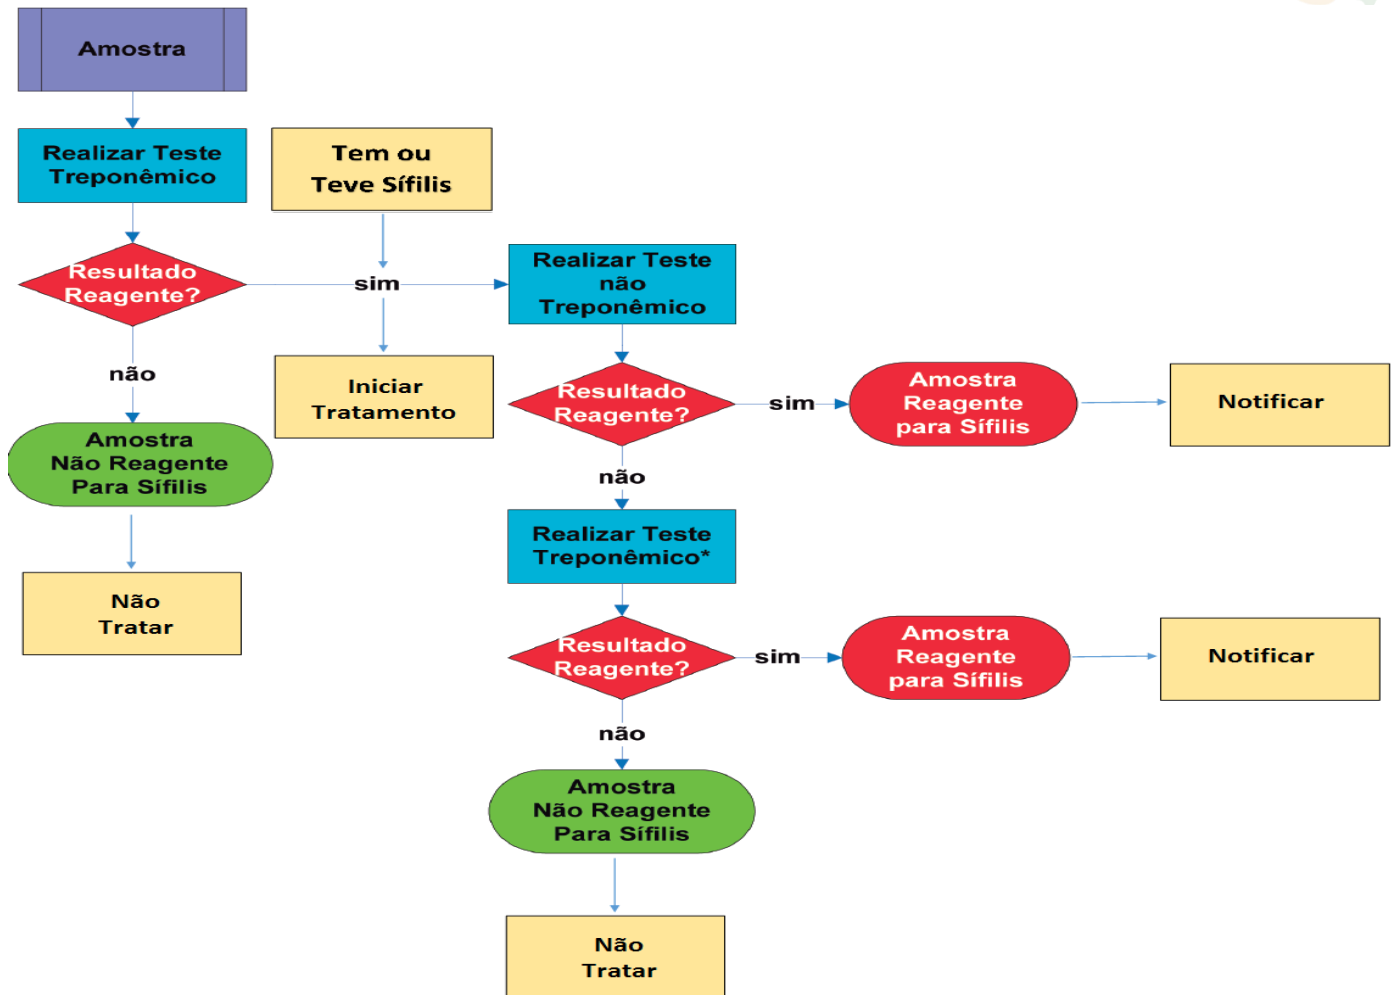 Amostra
Realizar Teste
Treponêmico
Tem ou
Teve Sífilis
Resultado
Reagente?
sim
Realizar Teste
não
Treponêmico
não
Iniciar
Tratamento
Resultado
Reagente?
sim
Amostra
Reagente
para Sífilis
Notificar
Amostra
Não Reagente
Para Sífilis
não
Realizar Teste
Treponêmico*
Não
Tratar
Resultado
Reagente?
sim
Amostra
Reagente
para Sífilis
Notificar
não
Amostra
Não Reagente
Para Sífilis
Não
Tratar